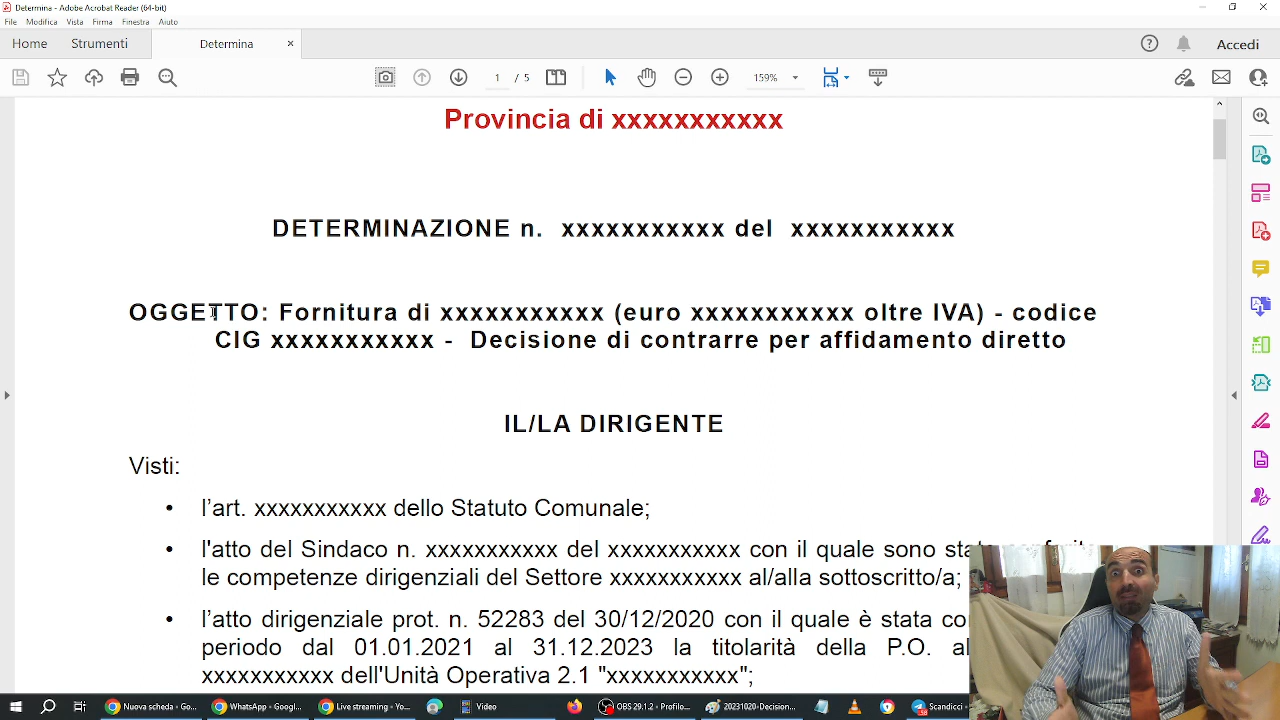 Determina - Adobe Acrobat Reader (64-bit)
File Modifica Vista Firma Finestra Aiuto
Home Strumenti Determina × Accedi
1 / 5 159%
Provincia di xxxxxxxxxxx
DETERMINAZIONE n. xxxxxxxxxxx del xxxxxxxxxxx
OGGETTO: Fornitura di xxxxxxxxxxx (euro xxxxxxxxxxx oltre IVA) - codice
CIG xxxxxxxxxxx - Decisione di contrarre per affidamento diretto
IL/LA DIRIGENTE
Visti:
• l’art. xxxxxxxxxxx dello Statuto Comunale;
• l'atto del Sindaco n. xxxxxxxxxxx del xxxxxxxxxxx con il quale sono
le competenze dirigenziali del Settore xxxxxxxxxxx al/alla sottoscritto/a;
• l’atto dirigenziale prot. n. 52283 del 30/12/2020 con il quale è stata
periodo dal 01.01.2021 al 31.12.2023 la titolarità della P.O.
xxxxxxxxxxx dell'Unità Operativa 2.1 "xxxxxxxxxxx";
Nuova scheda - Go... WhatsApp - Googl... Live streaming - Yo... Video OBS 29.1.2 - Profilo... 20231020-Decision... Candicci